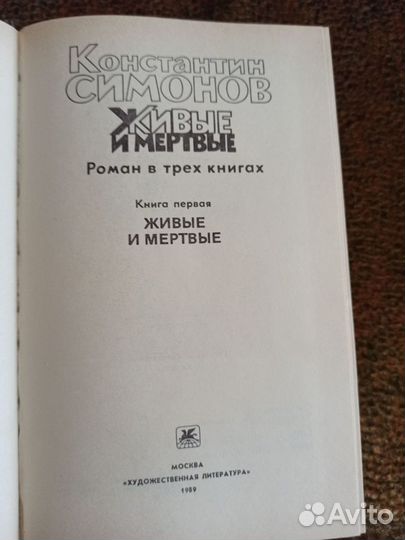 Константин
СИМОНОВ
ЖИВЫЕ
И МЕРТВЫЕ
Роман в трех книгах
Книга первая
ЖИВЫЕ
И МЕРТВЫЕ
МОСКВА
«ХУДОЖЕСТВЕННАЯ ЛИТЕРАТУРА»
1989
Avito